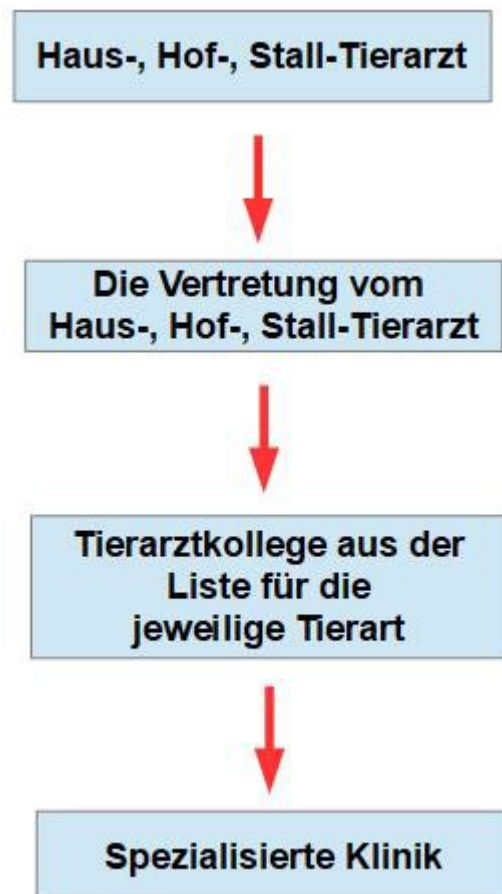 Haus-, Hof-, Stall-Tierarzt
Die Vertretung vom
Haus-, Hof-, Stall-Tierarzt
Tierarztkollege aus der
Liste für die
jeweilige Tierart
Spezialisierte Klinik